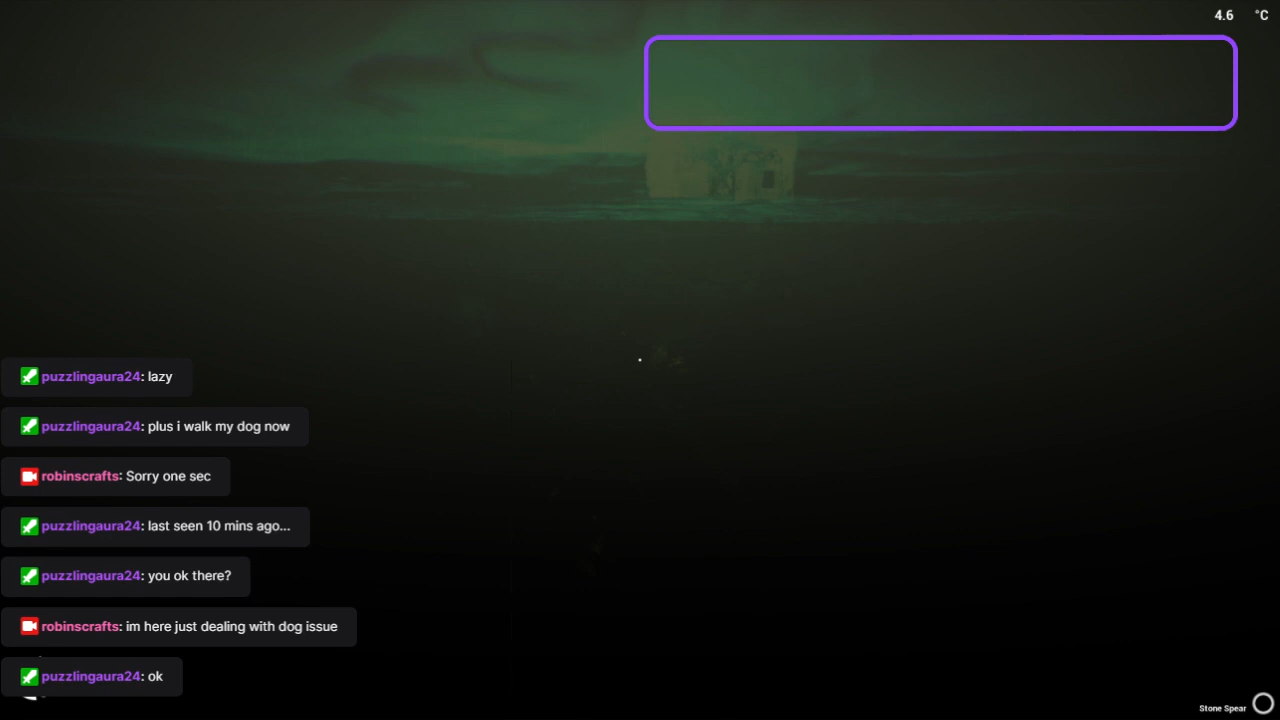 4.6 °C
puzzlingaura24: lazy
puzzlingaura24: plus i walk my dog now
robinscrafts: Sorry one sec
puzzlingaura24: last seen 10 mins ago...
puzzlingaura24: you ok there?
robinscrafts: im here just dealing with dog issue
puzzlingaura24: ok
Stone Spear